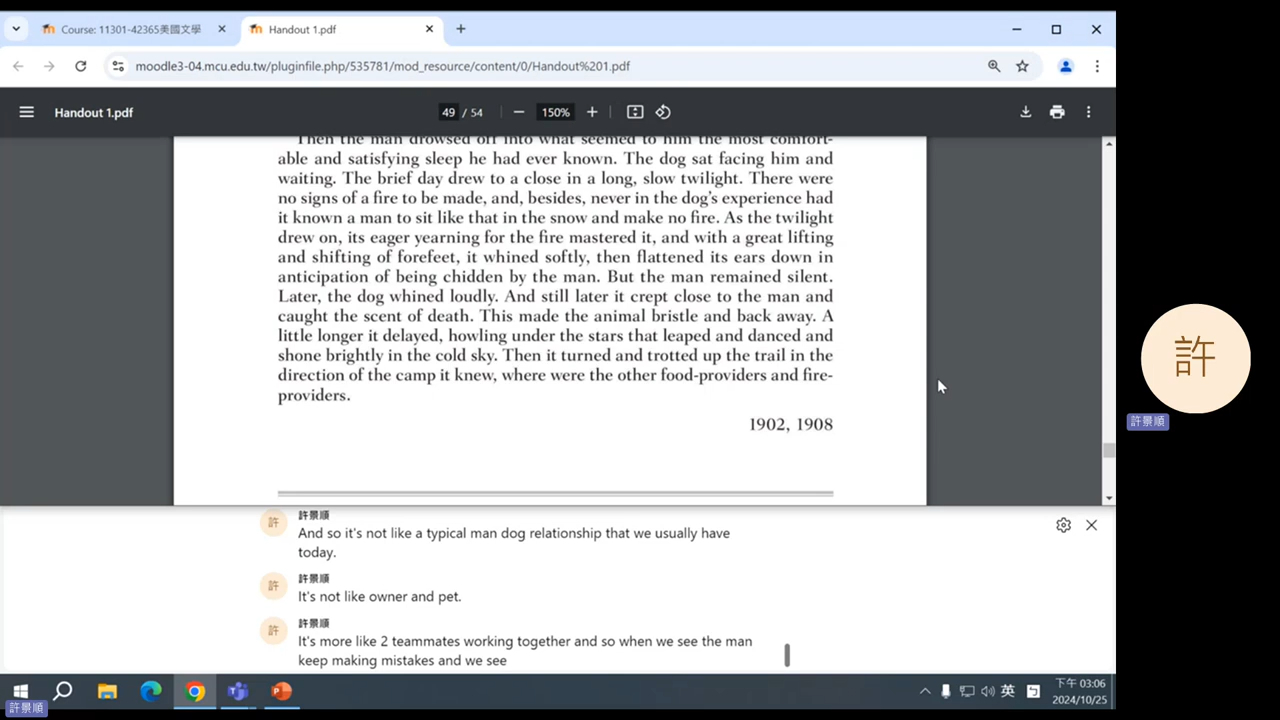 Course: 11301-42365美國文學
Handout 1.pdf
moodle3-04.mcu.edu.tw/pluginfile.php/535781/mod_resource/content/0/Handout%201.pdf
Handout 1.pdf
49 / 54
150%
Then the man drowsed off into what seemed to him the most comfort-
able and satisfying sleep he had ever known. The dog sat facing him and
waiting. The brief day drew to a close in a long, slow twilight. There were
no signs of a fire to be made, and, besides, never in the dog's experience had
it known a man to sit like that in the snow and make no fire. As the twilight
drew on, its eager yearning for the fire mastered it, and with a great lifting
and shifting of forefeet, it whined softly, then flattened its ears down in
anticipation of being chidden by the man. But the man remained silent.
Later, the dog whined loudly. And still later it crept close to the man and
caught the scent of death. This made the animal bristle and back away. A
little longer it delayed, howling under the stars that leaped and danced and
shone brightly in the cold sky. Then it turned and trotted up the trail in the
direction of the camp it knew, where were the other food-providers and fire-
providers.
1902, 1908
許
許景順
許
許景順
And so it's not like a typical man dog relationship that we usually have
today.
許
許景順
It's not like owner and pet.
許
許景順
It's more like 2 teammates working together and so when we see the man
keep making mistakes and we see
英
下午 03:06
2024/10/25
許景順